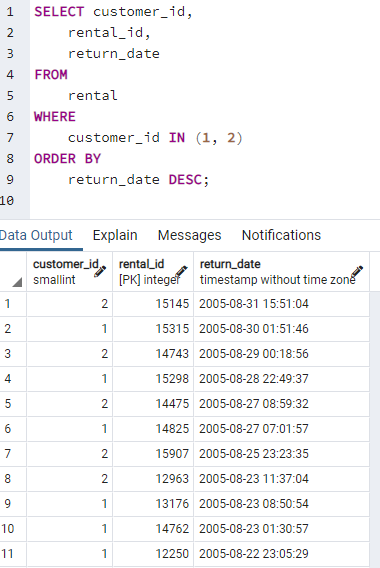 1 SELECT customer_id,
2 rental_id,
3 return_date
4 FROM
5 rental
6 WHERE
7 customer_id IN (1, 2)
8 ORDER BY
9 return_date DESC;
10
Data Output Explain Messages Notifications
customer_id rental_id return_date
smallint [PK] integer timestamp without time zone
1 2 15145 2005-08-31 15:51:04
2 1 15315 2005-08-30 01:51:46
3 2 14743 2005-08-29 00:18:56
4 1 15298 2005-08-28 22:49:37
5 2 14475 2005-08-27 08:59:32
6 1 14825 2005-08-27 07:01:57
7 2 15907 2005-08-25 23:23:35
8 2 12963 2005-08-23 11:37:04
9 1 13176 2005-08-23 08:50:54
10 1 14762 2005-08-23 01:30:57
11 1 12250 2005-08-22 23:05:29